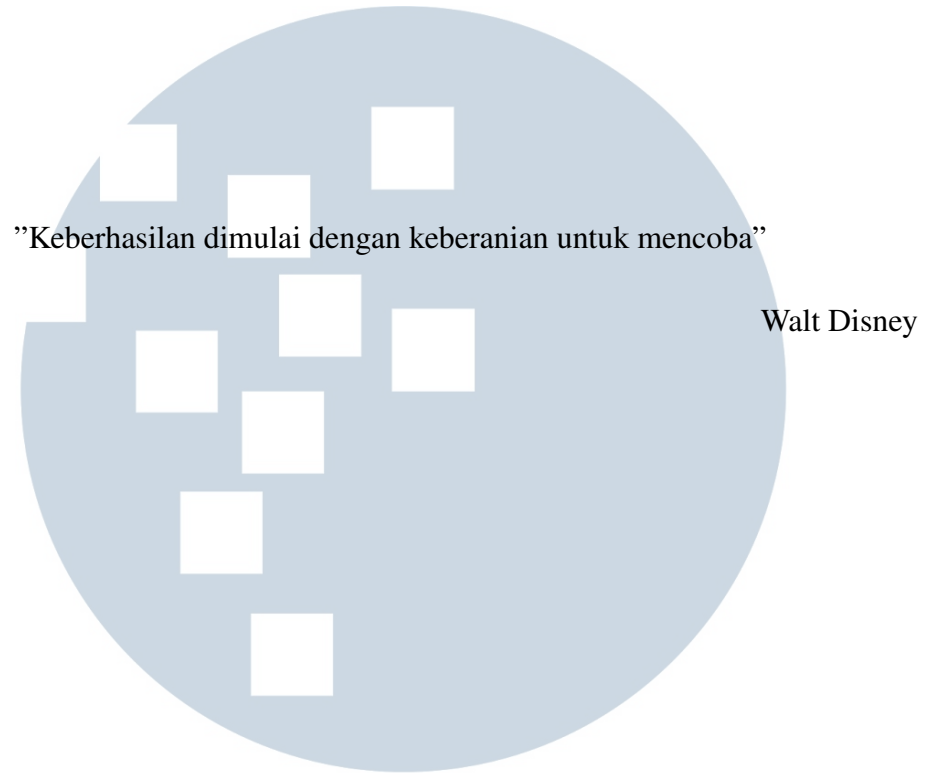 ”Keberhasilan dimulai dengan keberanian untuk mencoba”
Walt Disney